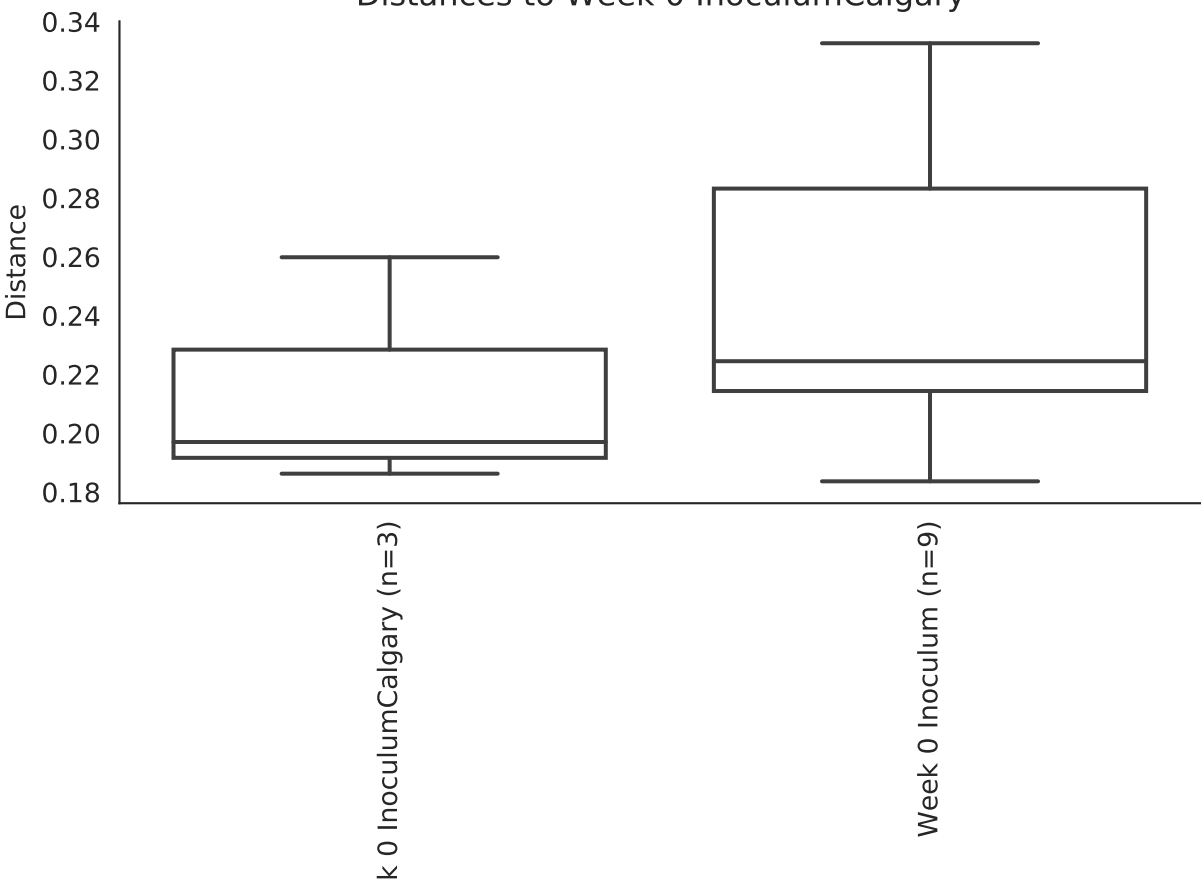 Distances to Week 0 InoculumCalgary
0.34
0.32
0.30
0.28
0.26
0.24
0.22
0.20
0.18
Distance
k 0 InoculumCalgary (n=3)
Week 0 Inoculum (n=9)